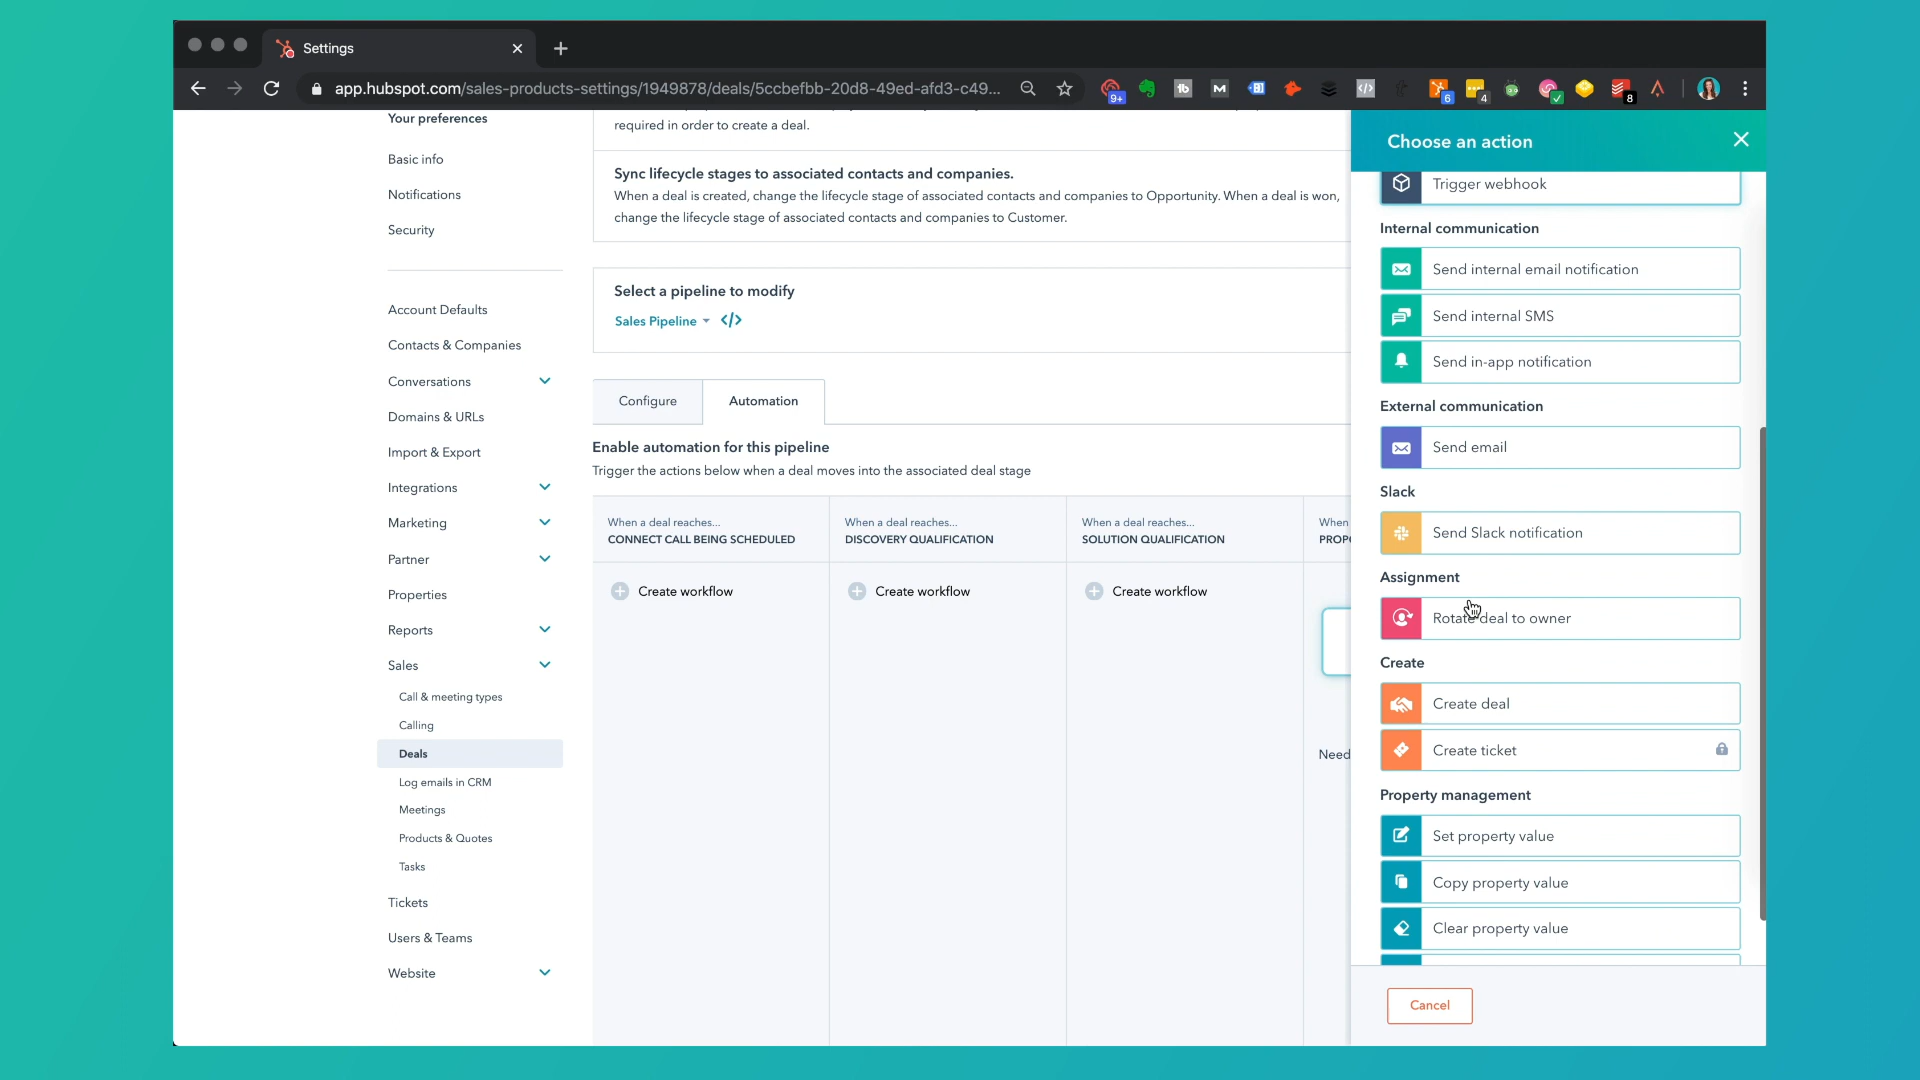 Settings
app.hubspot.com/sales-products-settings/1949878/deals/5ccbefbb-20d8-49ed-afd3-c49...
9+
6
4
8
Your preferences
Basic info
Notifications
Security
Account Defaults
Contacts & Companies
Conversations
Domains & URLs
Import & Export
Integrations
Marketing
Partner
Properties
Reports
Sales
Call & meeting types
Calling
Deals
Log emails in CRM
Meetings
Products & Quotes
Tasks
Tickets
Users & Teams
Website
required in order to create a deal.
Sync lifecycle stages to associated contacts and companies.
When a deal is created, change the lifecycle stage of associated contacts and companies to Opportunity. When a deal is won,
change the lifecycle stage of associated contacts and companies to Customer.
Select a pipeline to modify
Sales Pipeline </>
Configure
Automation
Enable automation for this pipeline
Trigger the actions below when a deal moves into the associated deal stage
When a deal reaches...
CONNECT CALL BEING SCHEDULED
Create workflow
When a deal reaches...
DISCOVERY QUALIFICATION
Create workflow
When a deal reaches...
SOLUTION QUALIFICATION
Create workflow
When
PROPO
Need
Choose an action
Trigger webhook
Internal communication
Send internal email notification
Send internal SMS
Send in-app notification
External communication
Send email
Slack
Send Slack notification
Assignment
Rotate deal to owner
Create
Create deal
Create ticket
Property management
Set property value
Copy property value
Clear property value
Cancel